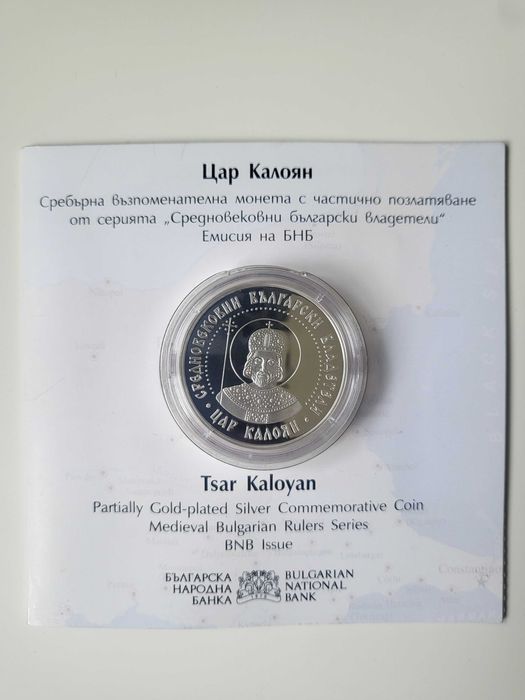 Цар Калоян
Сребърна възпоменателна монета с частично позлатяване
от серията „Средновековни български владетели“
Емисия на БНБ
СРЕДНОВЕКОВНИ БЪЛГАРСКИ ВЛАДЕТЕЛИ
• ЦАР КАЛОЯН •
Tsar Kaloyan
Partially Gold-plated Silver Commemorative Coin
Medieval Bulgarian Rulers Series
BNB Issue
БЪЛГАРСКА
НАРОДНА
БАНКА
BULGARIAN
NATIONAL
BANK